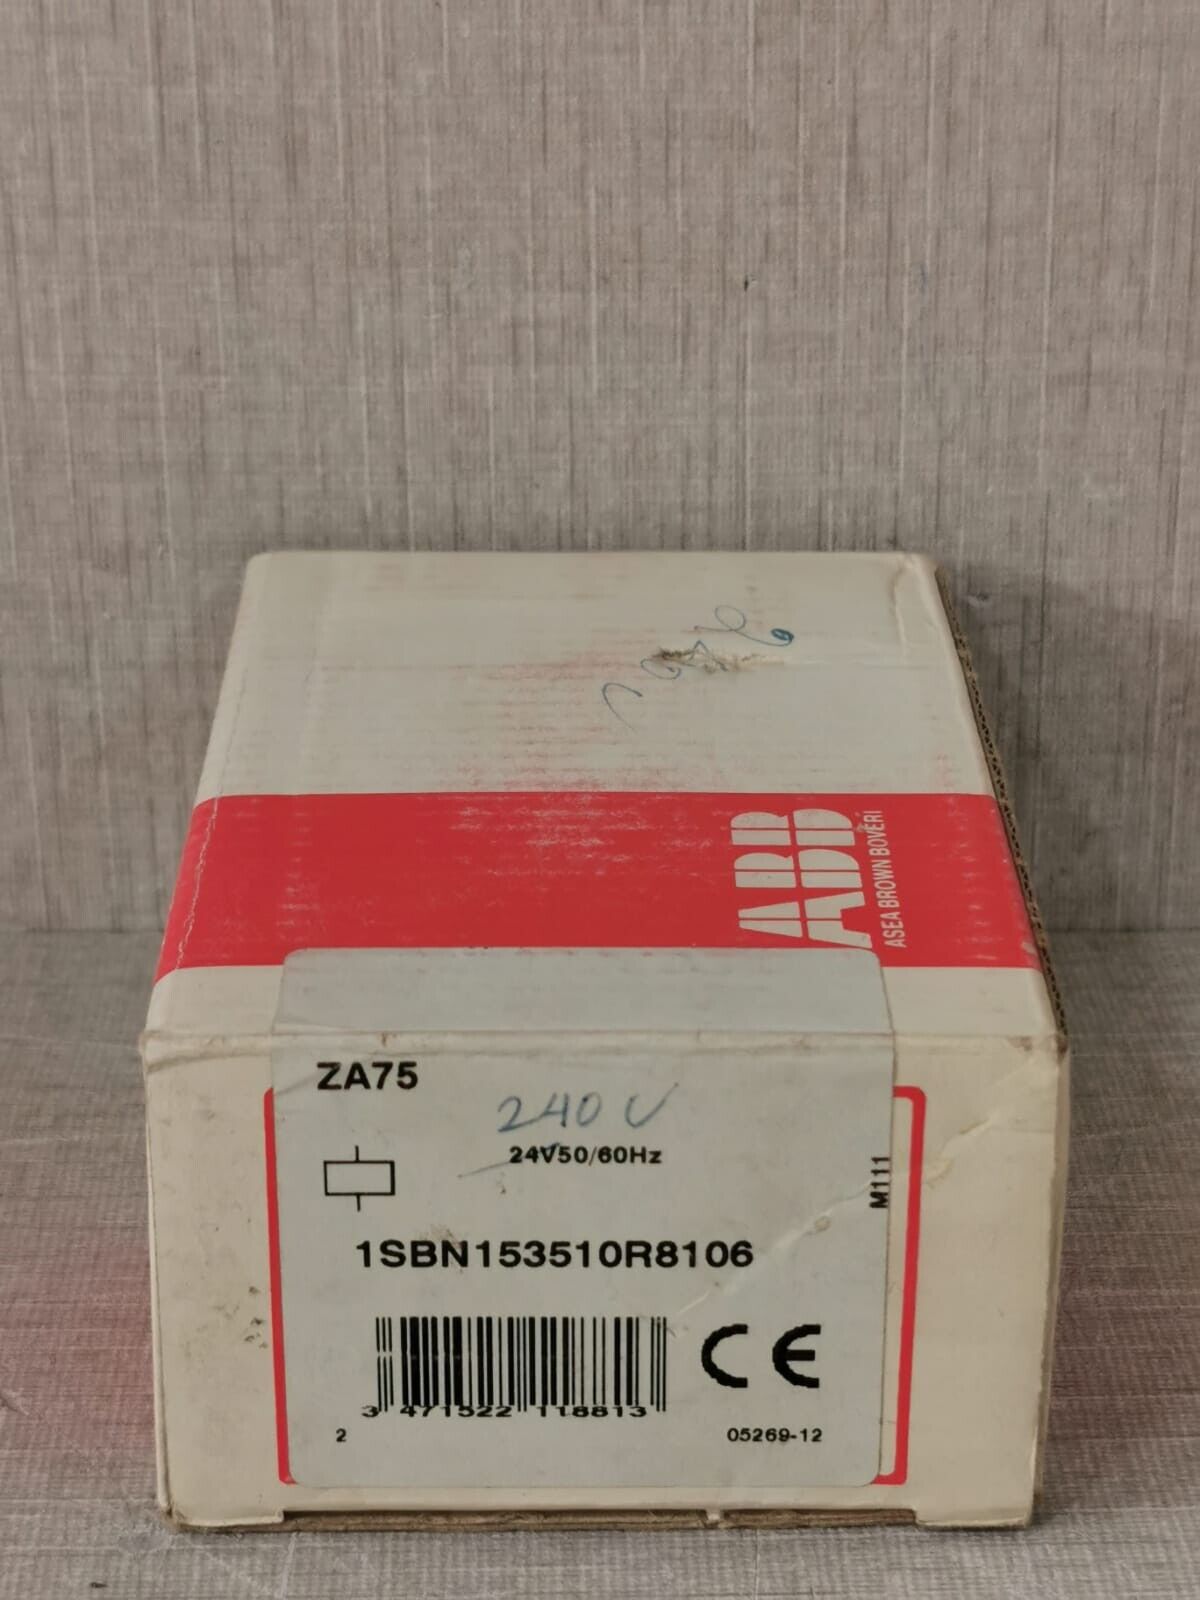 ABB
ASEA BROWN BOVERI
ZA75
240 V
24V50/60Hz
M111
1SBN153510R8106
CE
3 471522 118813
2
05269-12